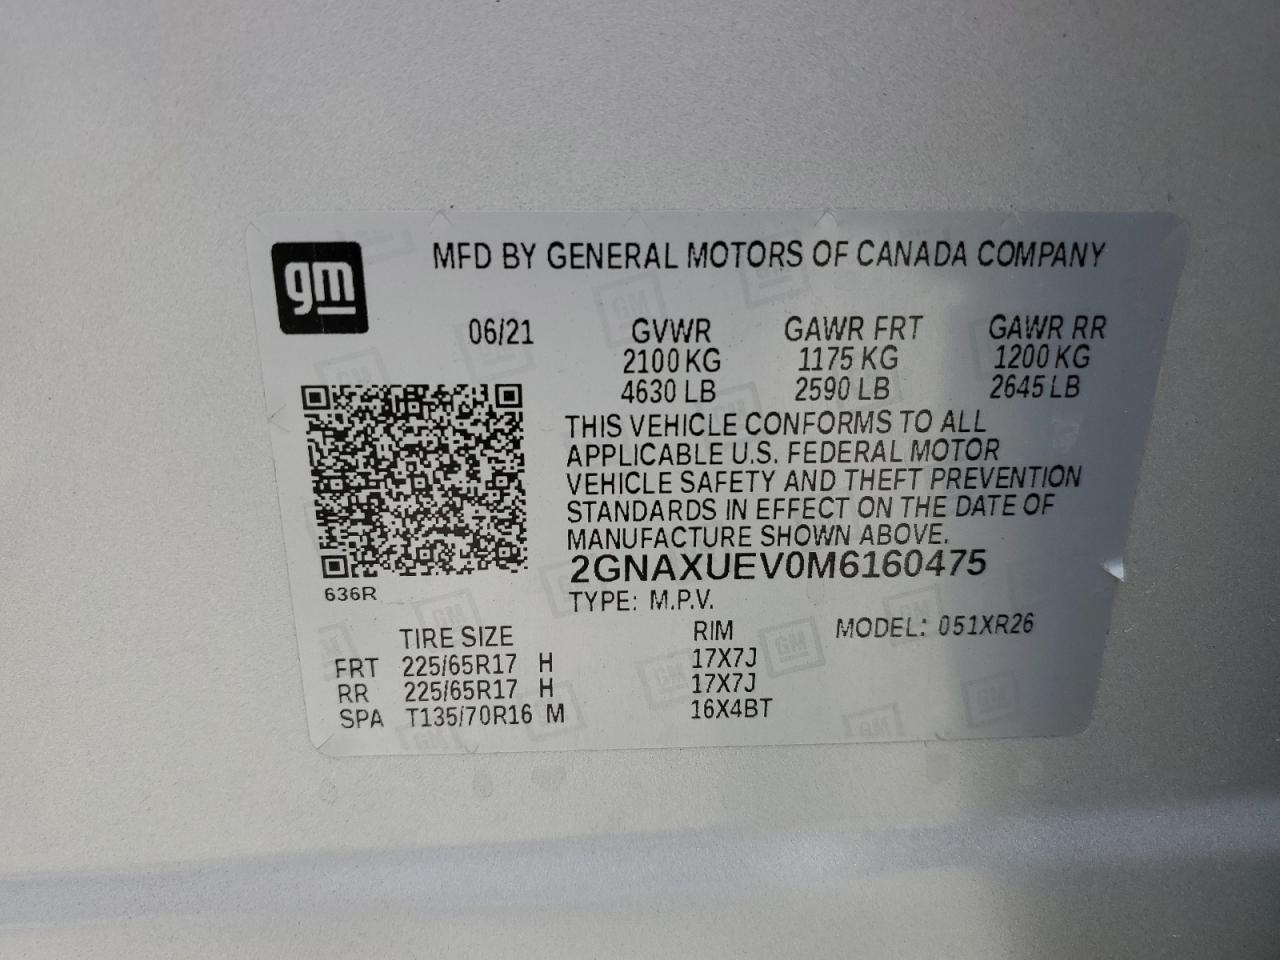 gm
MFD BY GENERAL MOTORS OF CANADA COMPANY
06/21 GVWR GAWR FRT GAWR RR
2100 KG 1175 KG 1200 KG
4630 LB 2590 LB 2645 LB
THIS VEHICLE CONFORMS TO ALL
APPLICABLE U.S. FEDERAL MOTOR
VEHICLE SAFETY AND THEFT PREVENTION
STANDARDS IN EFFECT ON THE DATE OF
MANUFACTURE SHOWN ABOVE.
2GNAXUEV0M6160475
636R
TYPE: M.P.V.
TIRE SIZE RIM MODEL: 051XR26
FRT 225/65R17 H 17X7J
RR 225/65R17 H 17X7J
SPA T135/70R16 M 16X4BT